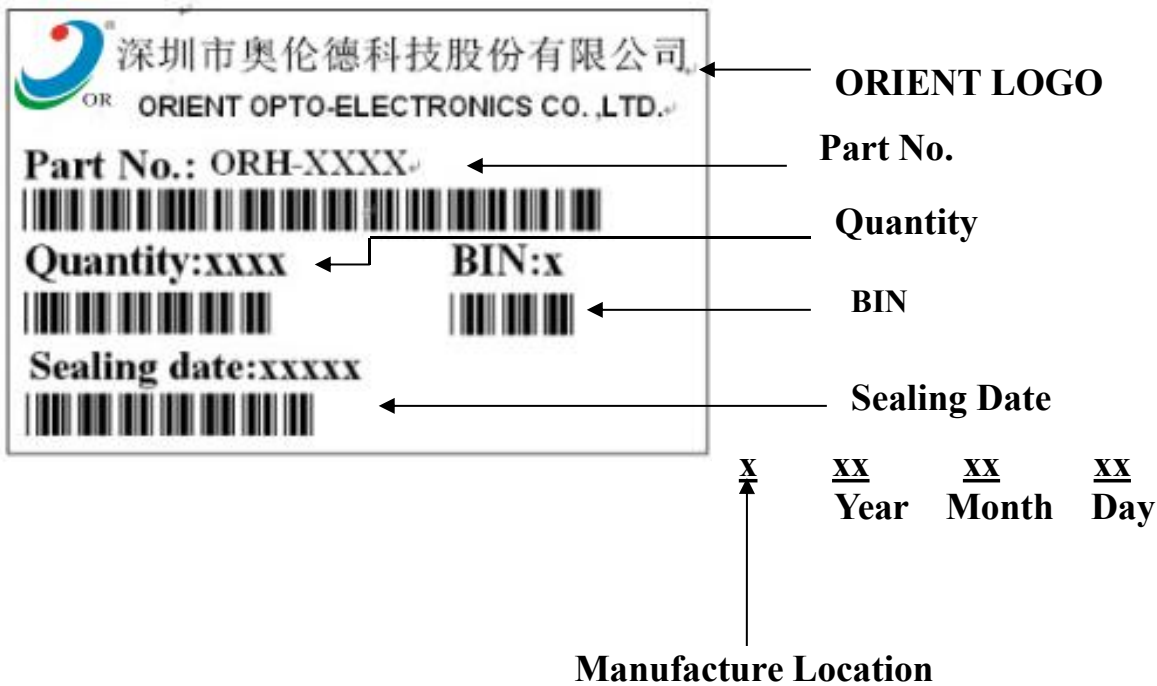 深圳市奥伦德科技股份有限公司
OR
ORIENT OPTO-ELECTRONICS CO. ,LTD.
ORIENT LOGO
Part No.: ORH-XXXX
Part No.
Quantity
Quantity:xxxx
BIN:x
BIN
Sealing date:xxxxx
Sealing Date
x xx xx xx
Year Month Day
Manufacture Location